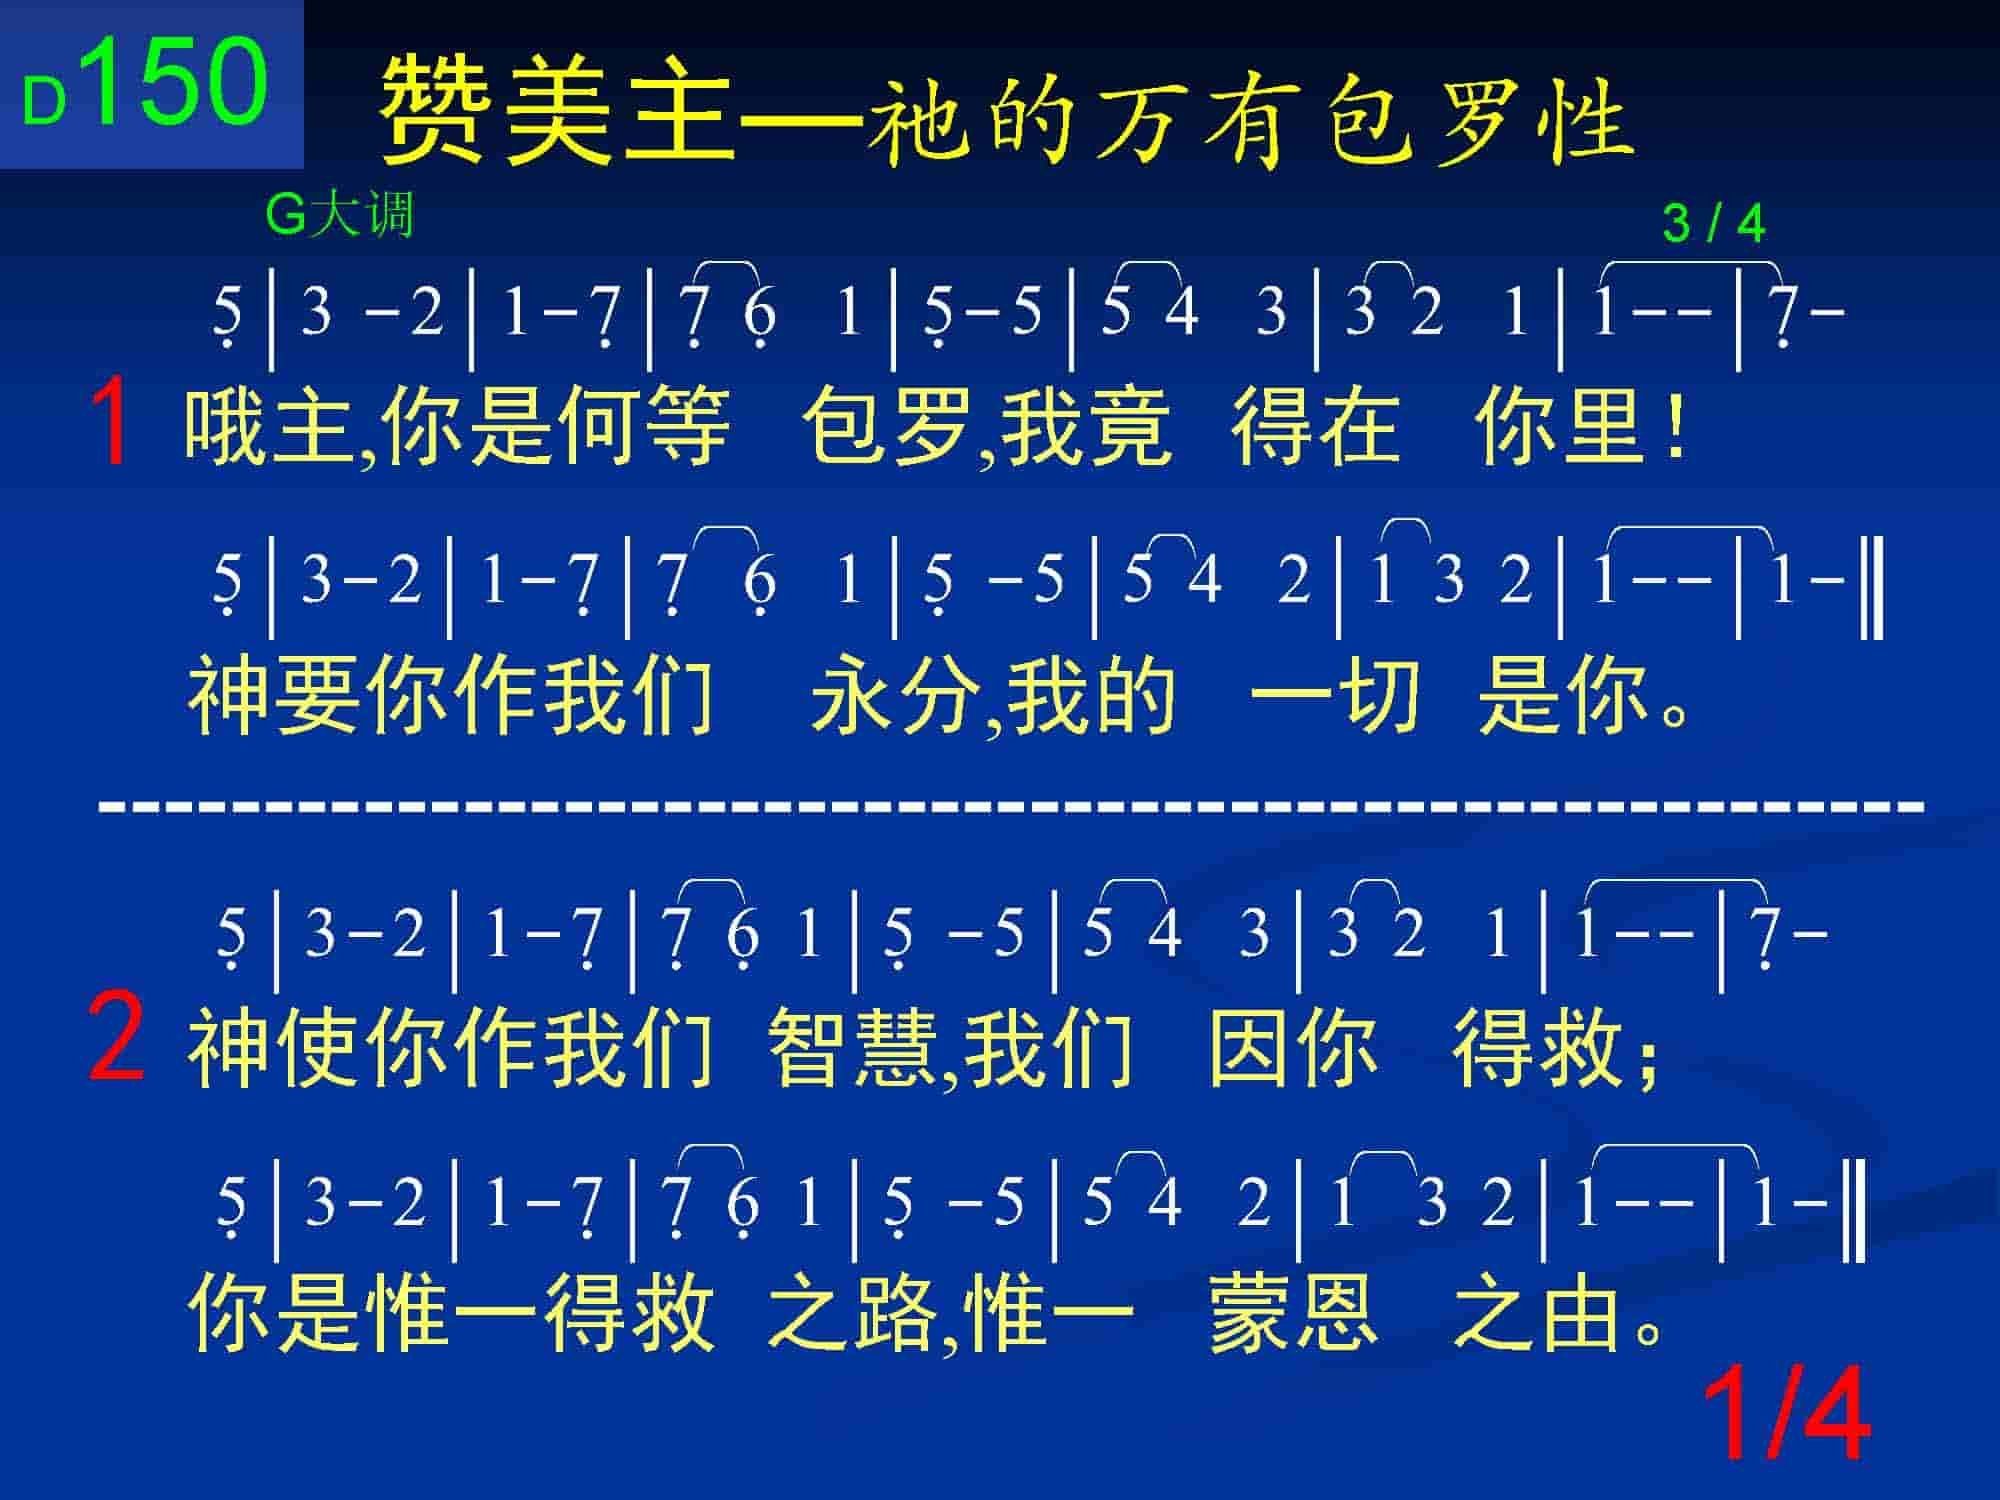 D150
赞美主—祂的万有包罗性
G大调
3 / 4
5̣ | 3 - 2 | 1 - 7̣ | 7̣ 6̣ 1 | 5̣ - 5 | 5 4 3 | 3 2 1 | 1 - - | 7̣ -
1 哦主,你是何等 包罗,我竟 得在 你里！
5̣ | 3 - 2 | 1 - 7̣ | 7̣ 6̣ 1 | 5̣ - 5 | 5 4 2 | 1 3 2 | 1 - - | 1 - ‖
神要你作我们 永分,我的 一切 是你。
5̣ | 3 - 2 | 1 - 7̣ | 7̣ 6̣ 1 | 5̣ - 5 | 5 4 3 | 3 2 1 | 1 - - | 7̣ -
2 神使你作我们 智慧,我们 因你 得救；
5̣ | 3 - 2 | 1 - 7̣ | 7̣ 6̣ 1 | 5̣ - 5 | 5 4 2 | 1 3 2 | 1 - - | 1 - ‖
你是惟一得救 之路,惟一 蒙恩 之由。
1/4